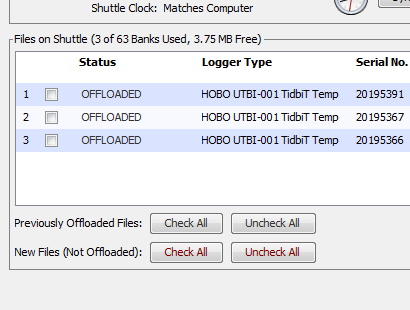 Shuttle Clock: Matches Computer
Files on Shuttle (3 of 63 Banks Used, 3.75 MB Free)
Status Logger Type Serial No.
1 OFFLOADED HOBO UTBI-001 TidbiT Temp 20195391
2 OFFLOADED HOBO UTBI-001 TidbiT Temp 20195367
3 OFFLOADED HOBO UTBI-001 TidbiT Temp 20195366
Previously Offloaded Files: Check All Uncheck All
New Files (Not Offloaded): Check All Uncheck All